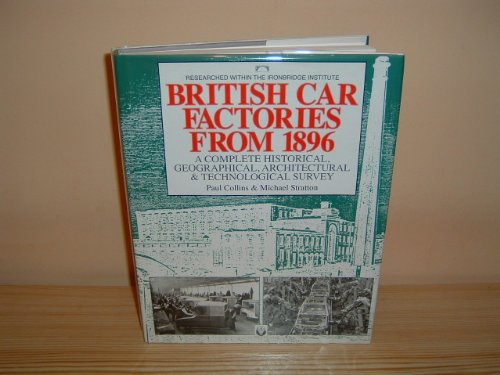 RESEARCHED WITHIN THE IRONBRIDGE INSTITUTE
BRITISH CAR
FACTORIES
FROM 1896
A COMPLETE HISTORICAL,
GEOGRAPHICAL, ARCHITECTURAL
& TECHNOLOGICAL SURVEY
Paul Collins & Michael Stratton